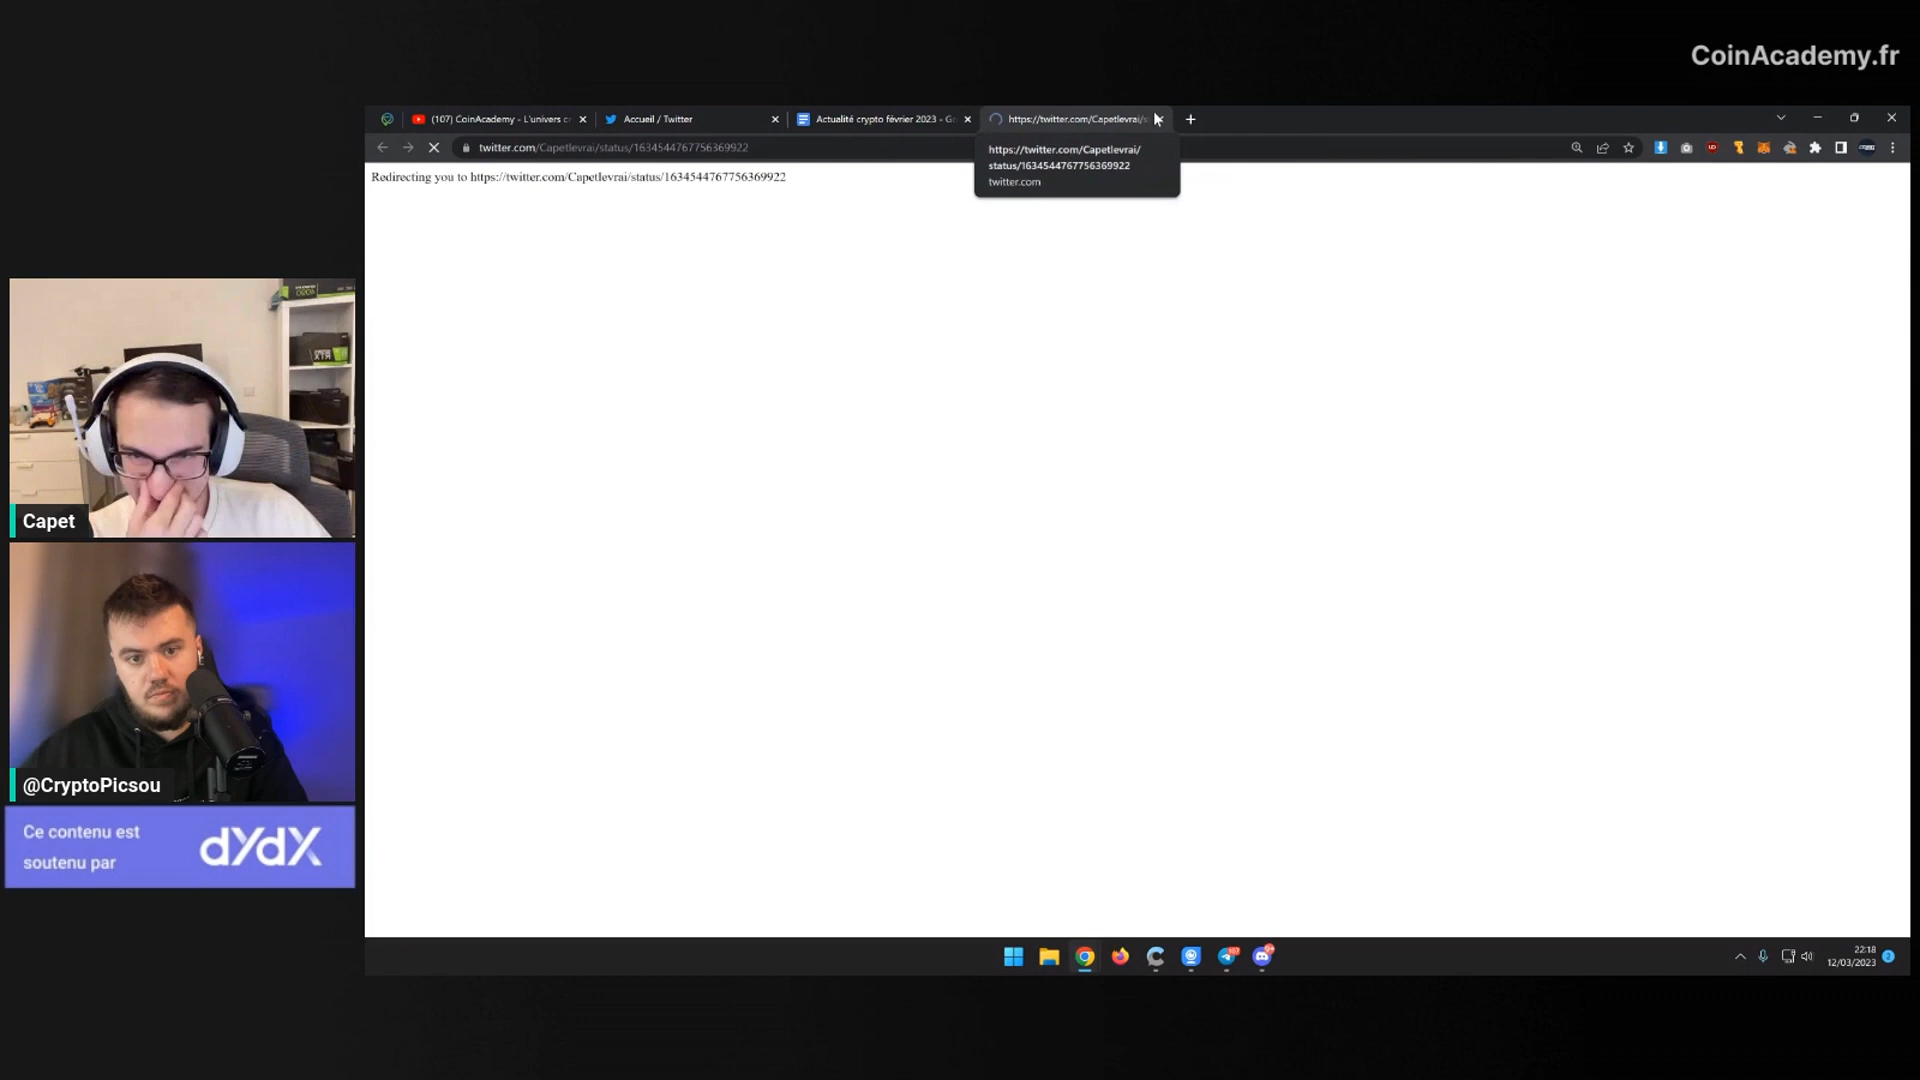 CoinAcademy.fr
(107) CoinAcademy - L'univers c
Accueil / Twitter
Actualité crypto février 2023 - G
https://twitter.com/Capetlevrai/s
twitter.com/Capetlevrai/status/1634544767756369922
Redirecting you to https://twitter.com/Capetlevrai/status/1634544767756369922
https://twitter.com/Capetlevrai/
status/1634544767756369922
twitter.com
Capet
@CryptoPicsou
Ce contenu est
soutenu par
dYdX
22:18
12/03/2023
2